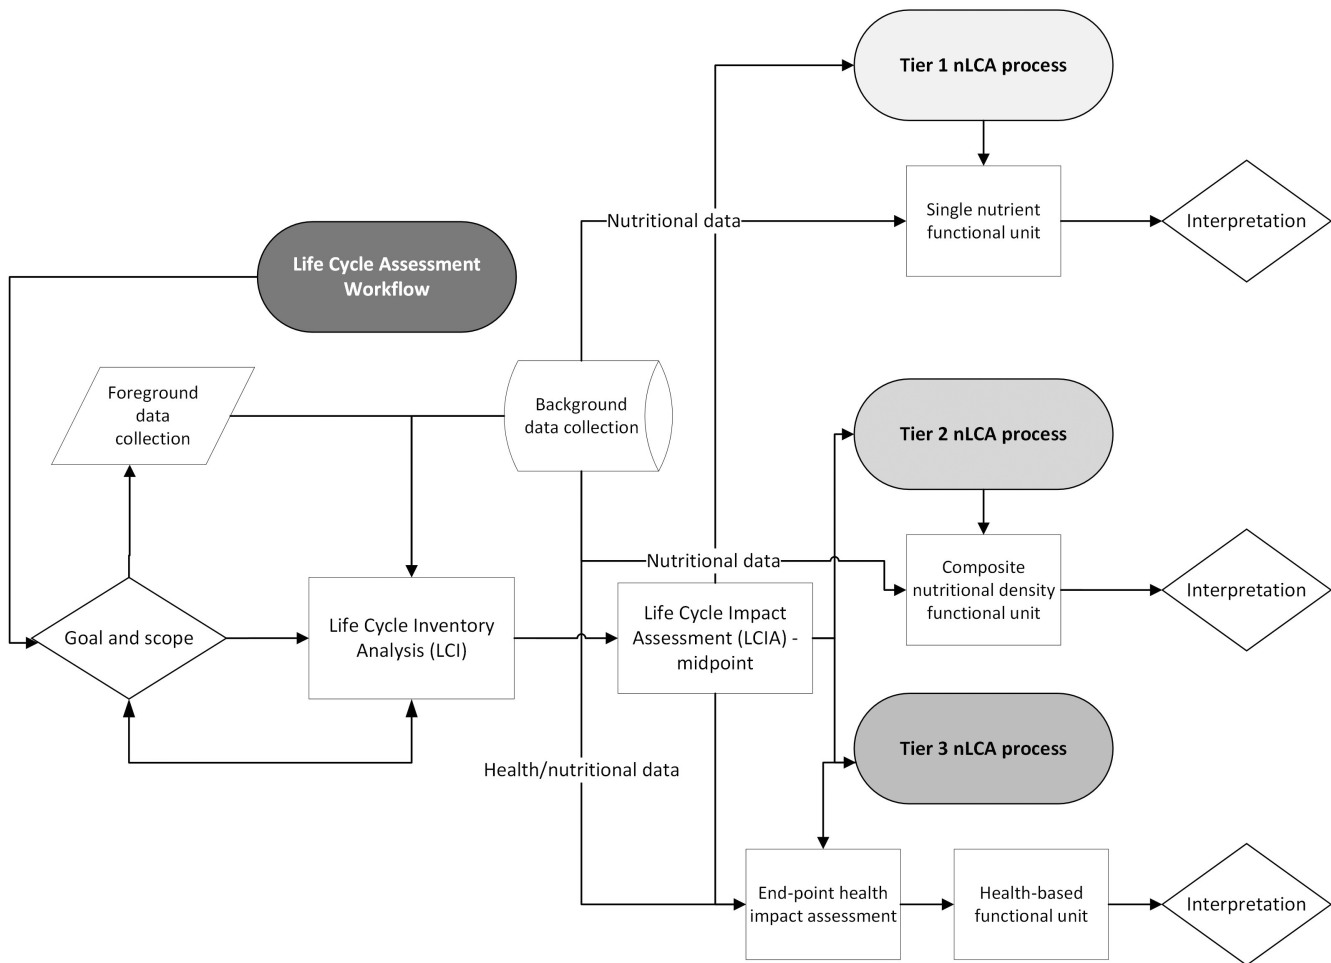 Tier 1 nLCA process
Single nutrient
functional unit
Interpretation
Nutritional data
Life Cycle Assessment
Workflow
Foreground
data
collection
Background
data collection
Tier 2 nLCA process
Nutritional data
Composite
nutritional density
functional unit
Interpretation
Goal and scope
Life Cycle Inventory
Analysis (LCI)
Life Cycle Impact
Assessment (LCIA) -
midpoint
Tier 3 nLCA process
Health/nutritional data
End-point health
impact assessment
Health-based
functional unit
Interpretation